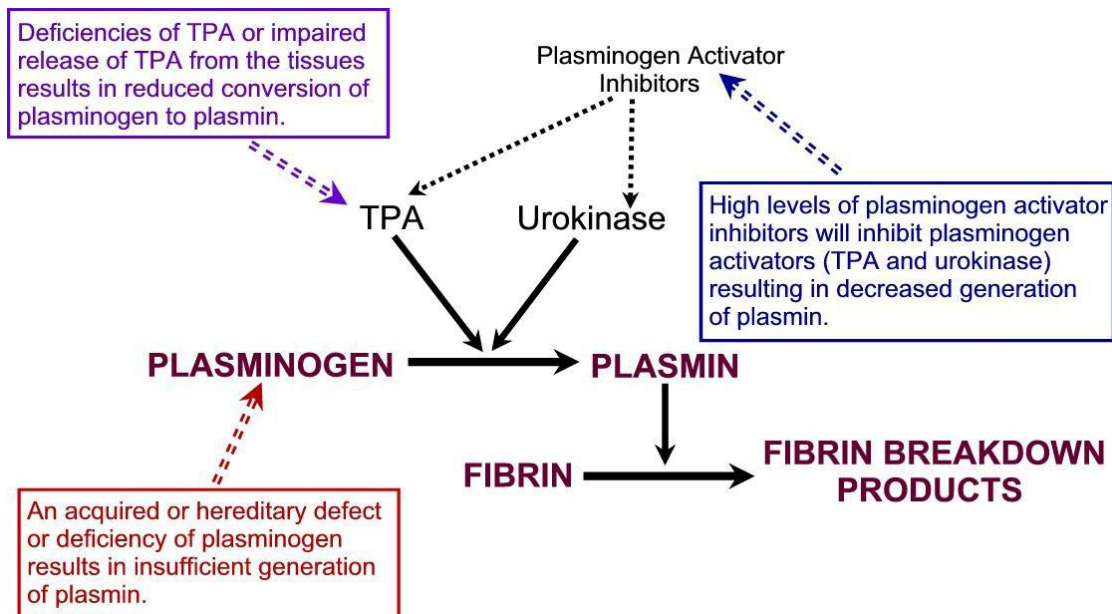 Deficiencies of TPA or impaired
release of TPA from the tissues
results in reduced conversion of
plasminogen to plasmin.
Plasminogen Activator
Inhibitors
TPA
Urokinase
High levels of plasminogen activator
inhibitors will inhibit plasminogen
activators (TPA and urokinase)
resulting in decreased generation
of plasmin.
PLASMINOGEN
PLASMIN
FIBRIN
FIBRIN BREAKDOWN
PRODUCTS
An acquired or hereditary defect
or deficiency of plasminogen
results in insufficient generation
of plasmin.